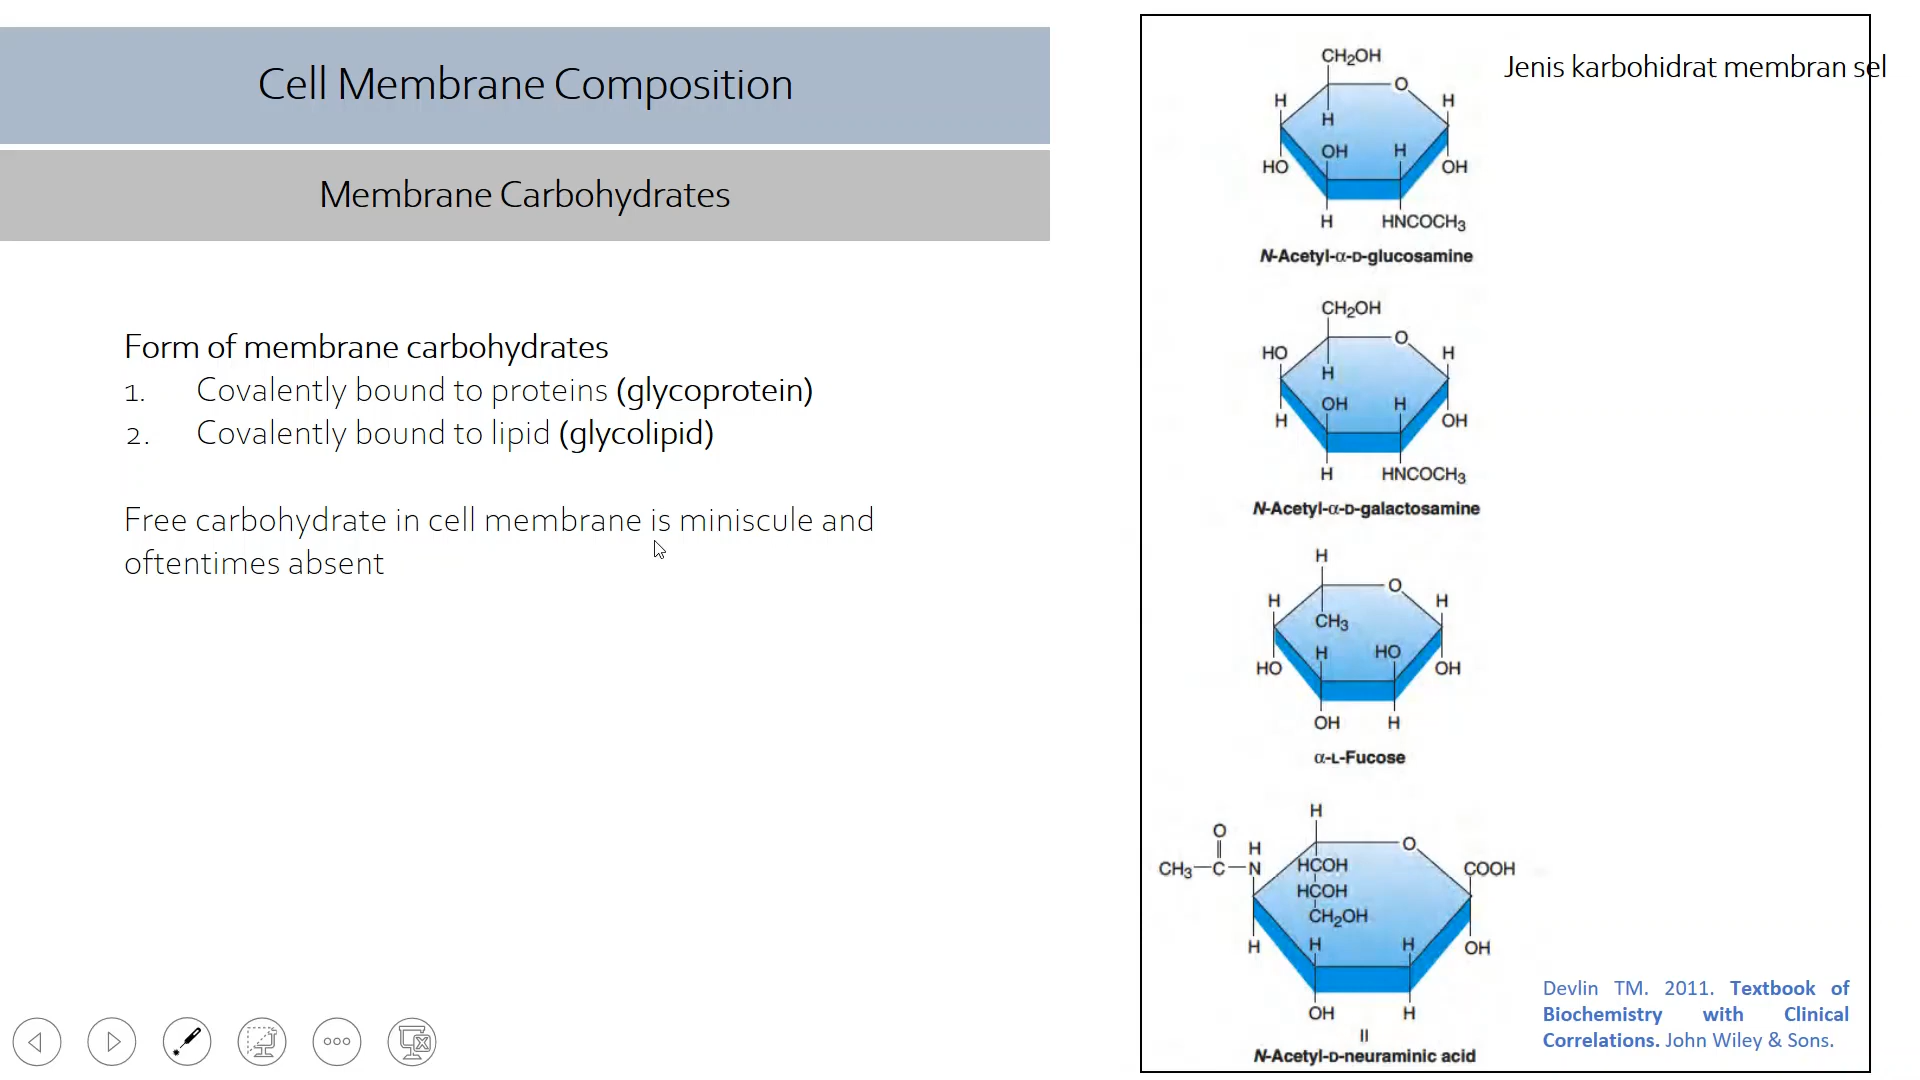 Cell Membrane Composition
Membrane Carbohydrates
Form of membrane carbohydrates
1. Covalently bound to proteins (glycoprotein)
2. Covalently bound to lipid (glycolipid)
Free carbohydrate in cell membrane is miniscule and
oftentimes absent
Jenis karbohidrat membran sel
CH₂OH
O
H H
H
OH H
HO OH
H HNCOCH₃
N-Acetyl-α-D-glucosamine
CH₂OH
O
HO H
H
OH H
H OH
H HNCOCH₃
N-Acetyl-α-D-galactosamine
H
O
H H
CH₃
H HO
HO OH
OH H
α-L-Fucose
H
O O
H COOH
CH₃—C—N HCOH
HCOH
CH₂OH
H H
H OH
OH H
N-Acetyl-D-neuraminic acid
Devlin TM. 2011. Textbook of
Biochemistry with Clinical
Correlations. John Wiley & Sons.